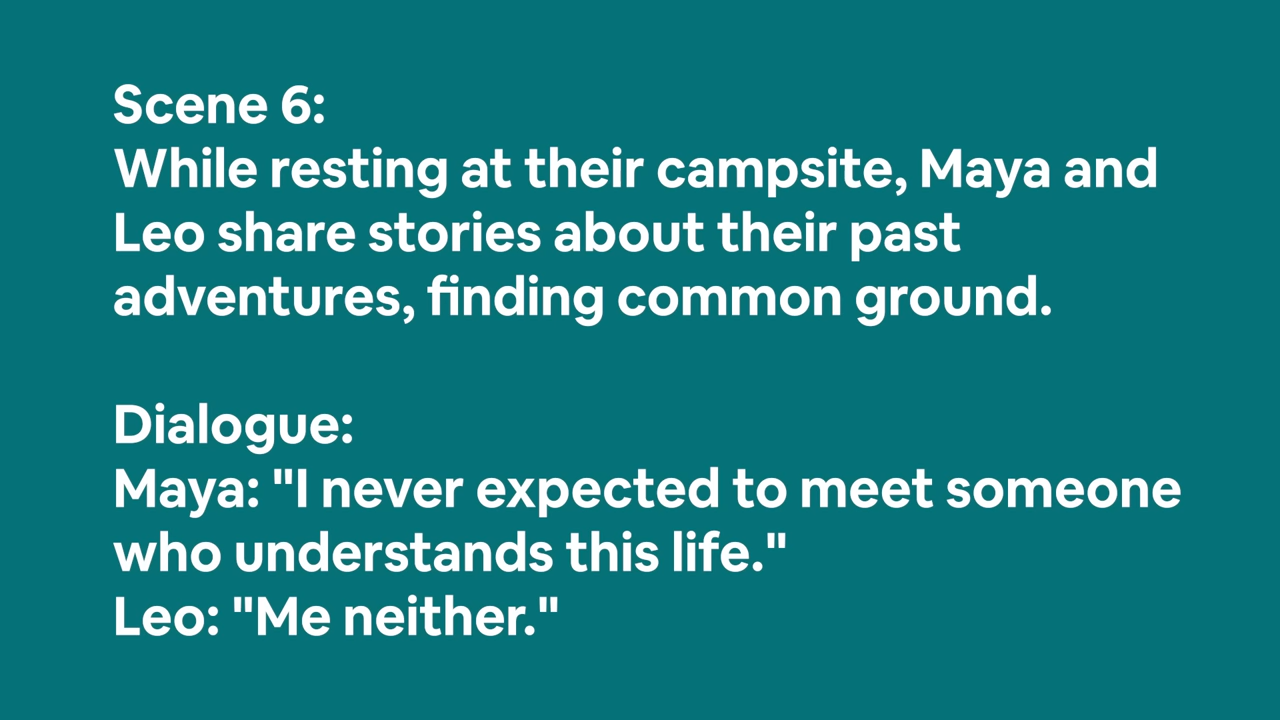 Scene 6:
While resting at their campsite, Maya and
Leo share stories about their past
adventures, finding common ground.
Dialogue:
Maya: "I never expected to meet someone
who understands this life."
Leo: "Me neither."